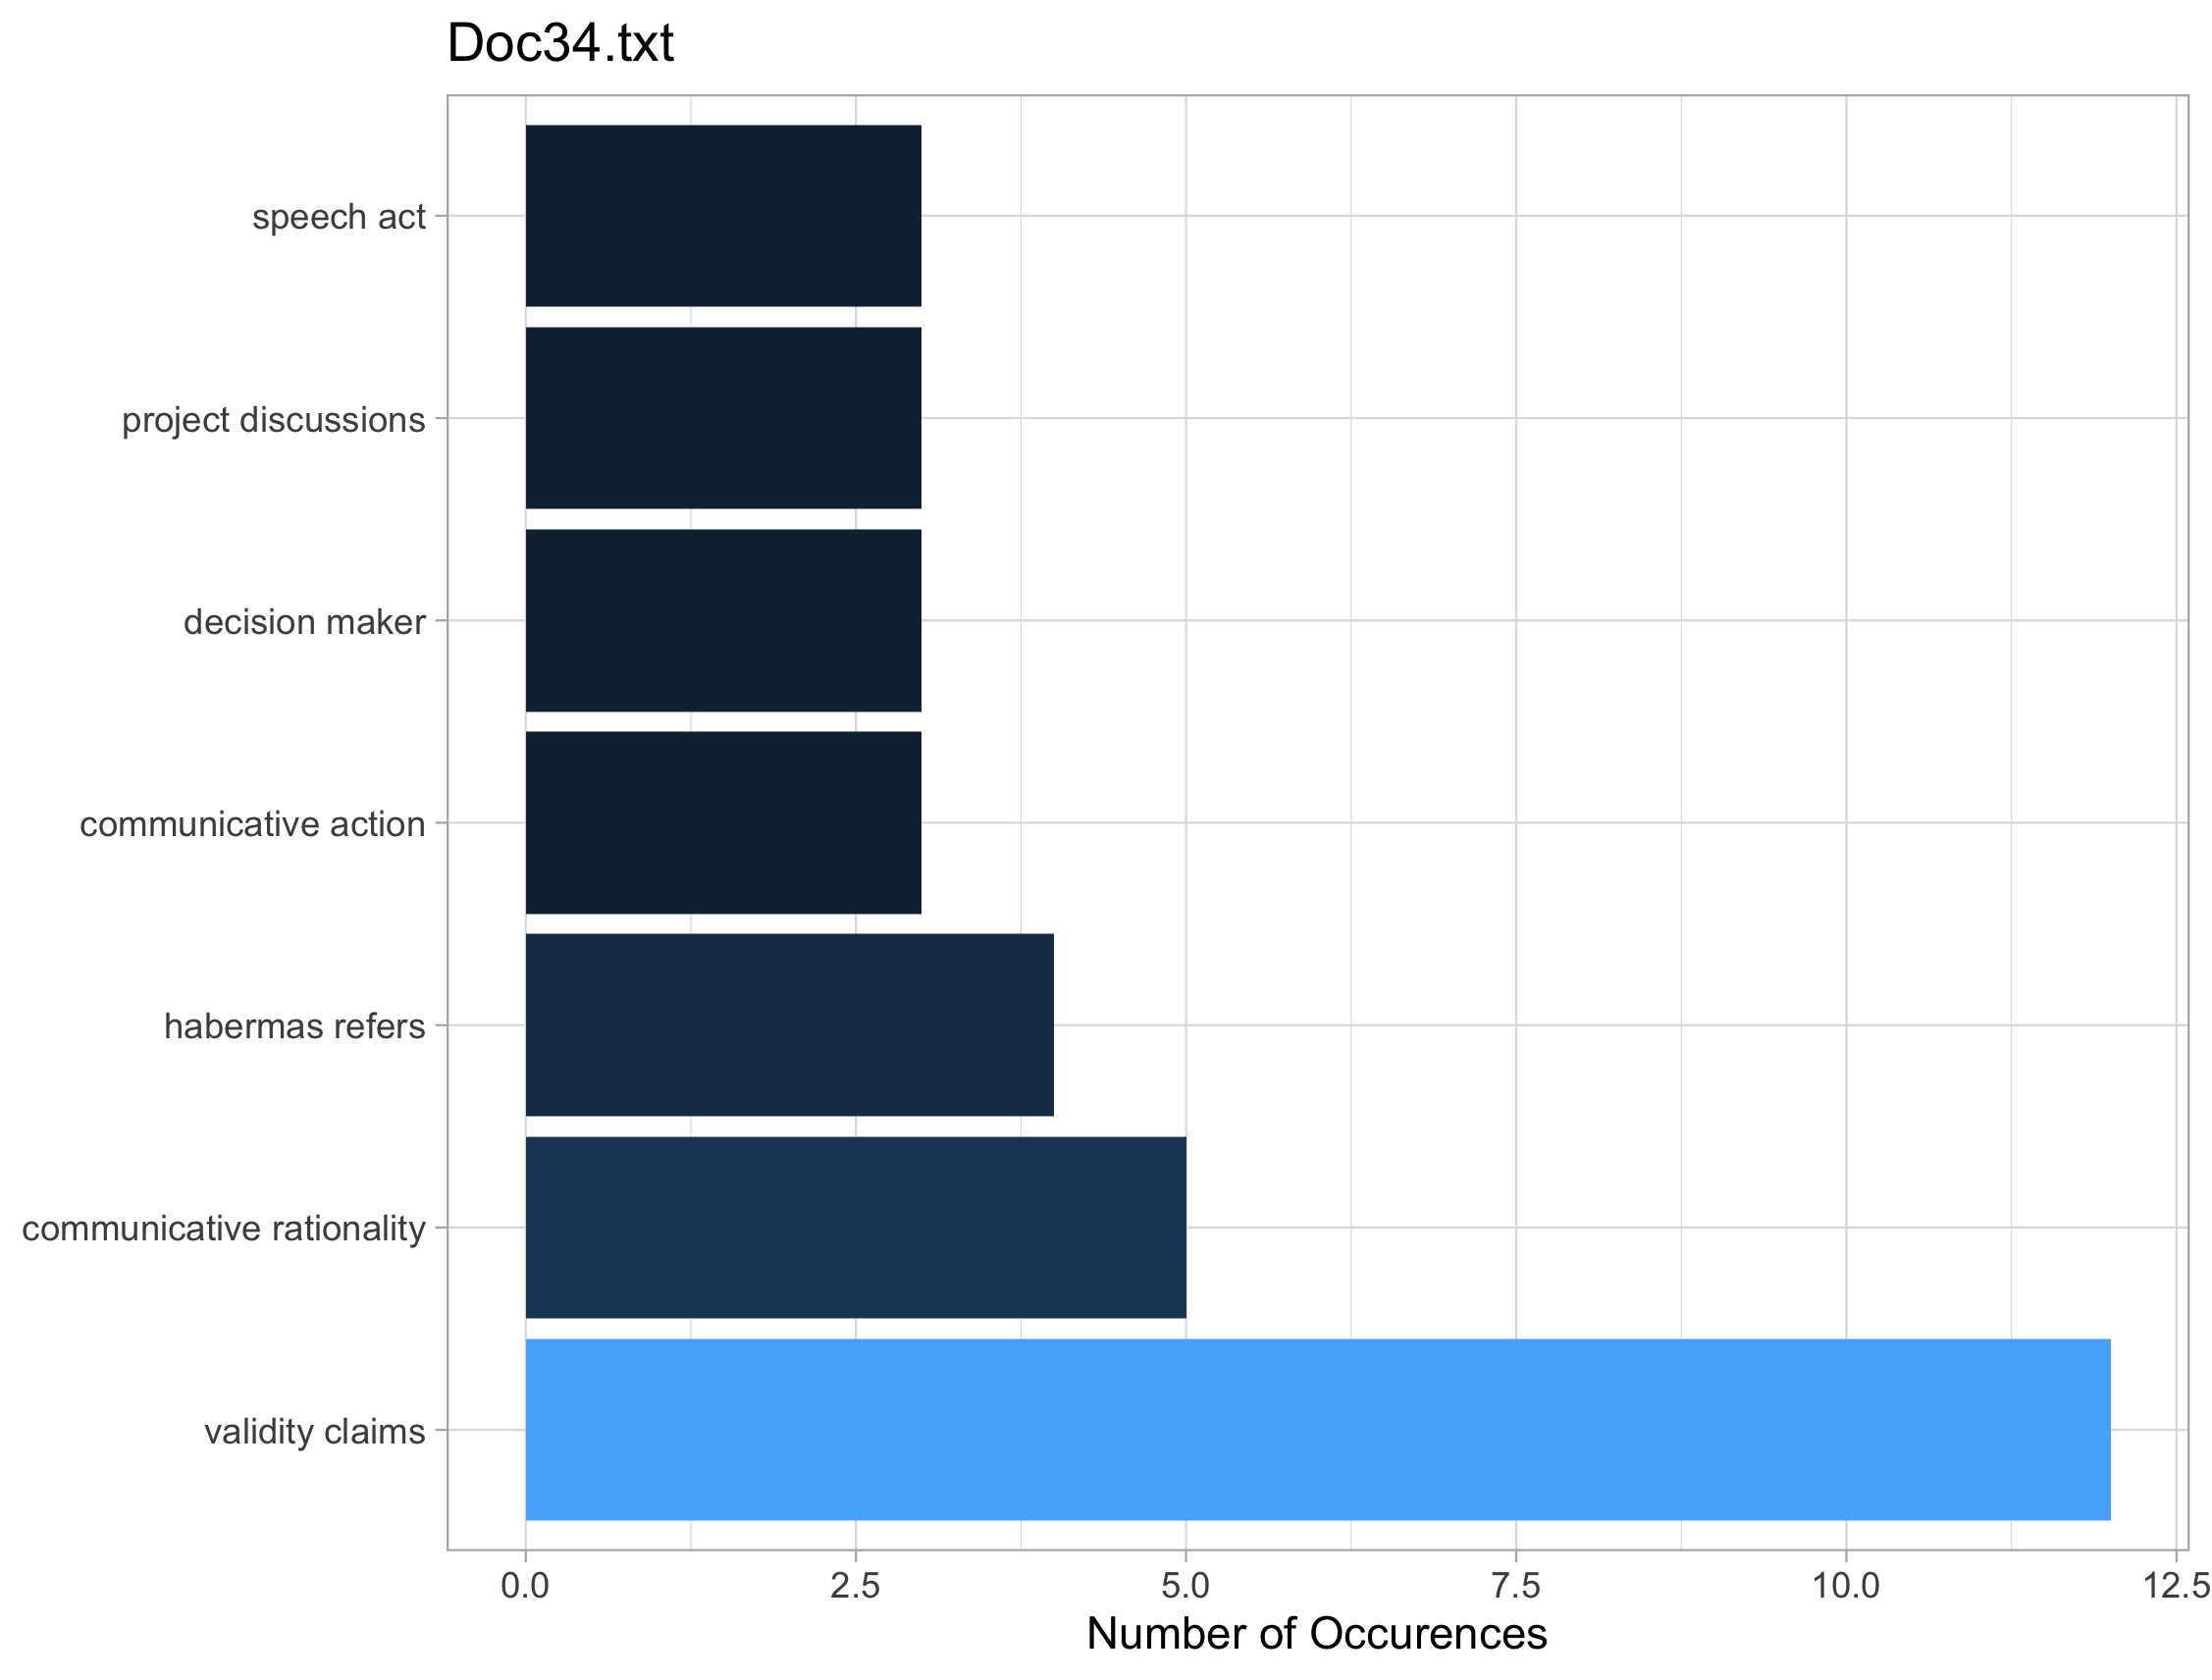 Doc34.txt
speech act
project discussions
decision maker
communicative action
habermas refers
communicative rationality
validity claims
0.0 2.5 5.0 7.5 10.0 12.5
Number of Occurences